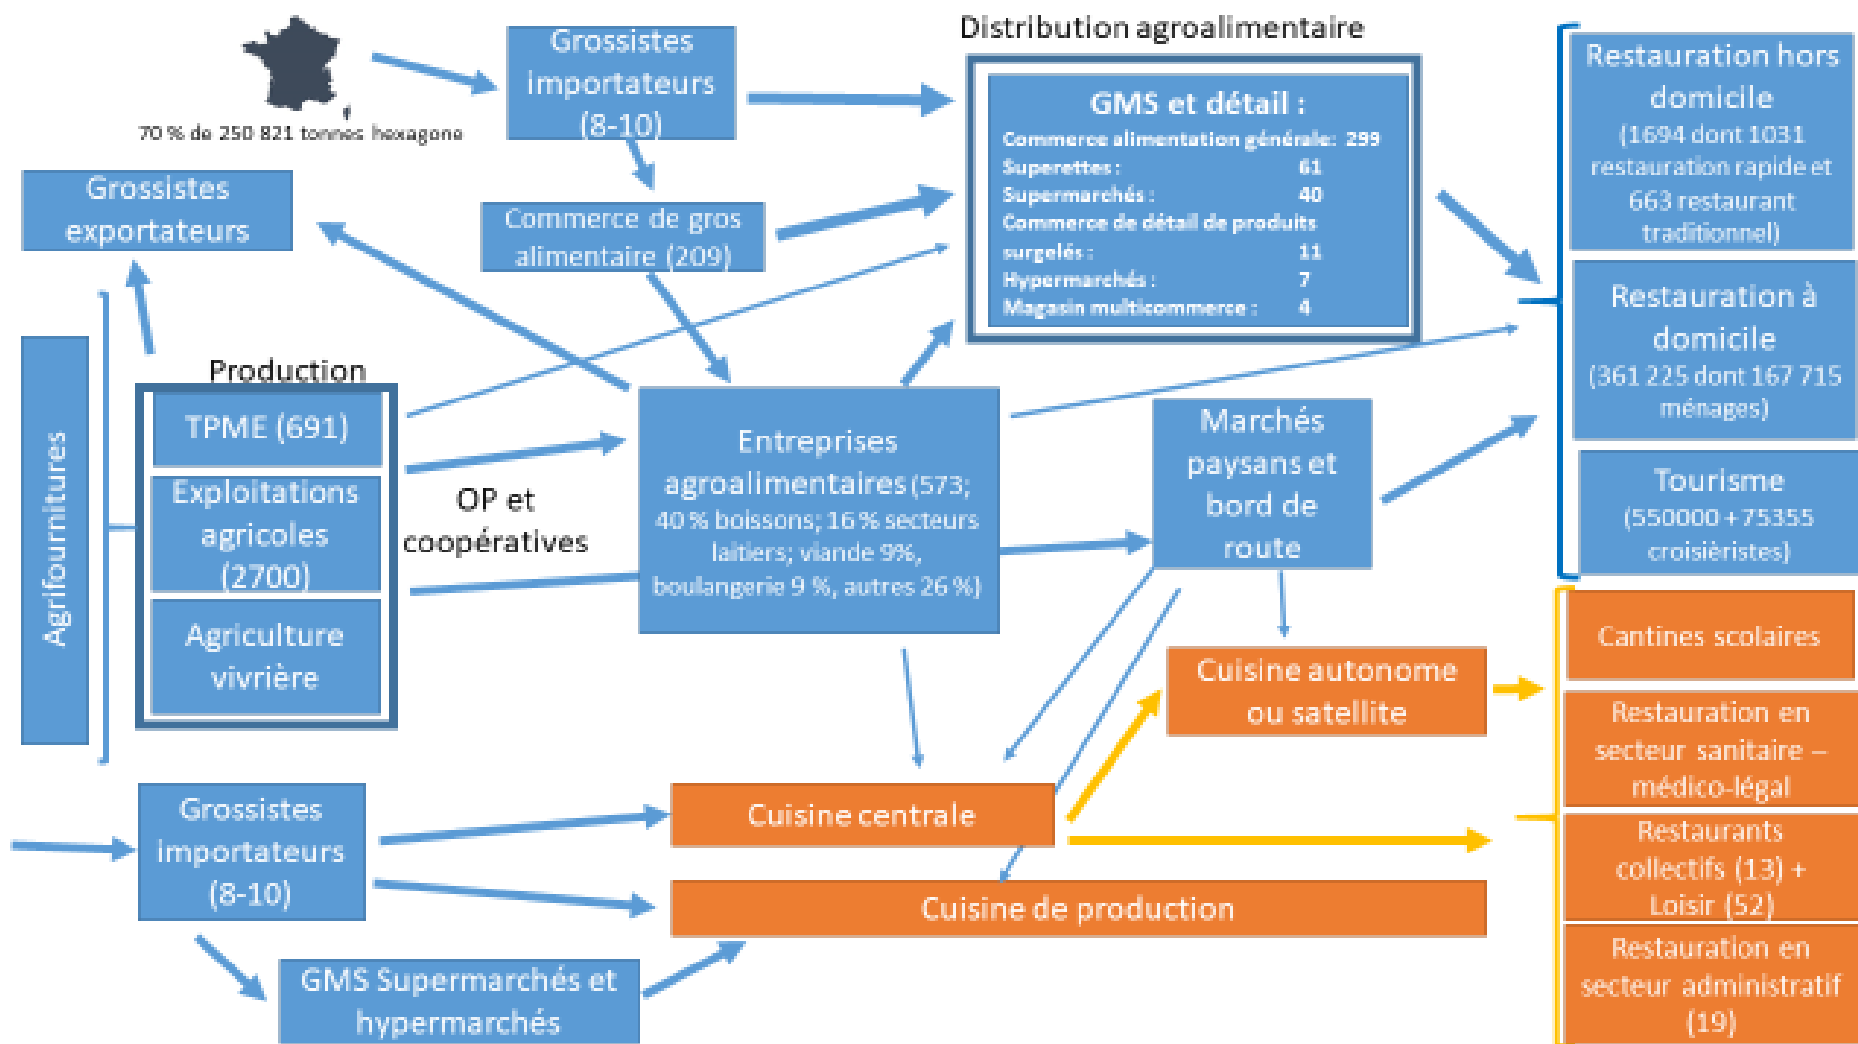 Distribution agroalimentaire
70 % de 250 821 tonnes hexagone
Grossistes
importateurs
(8-10)
GMS et détail :
Commerce alimentation générale: 299
Superettes : 61
Supermarchés : 40
Commerce de détail de produits
surgelés : 11
Hypermarchés : 7
Magasin multicommerce : 4
Restauration hors
domicile
(1694 dont 1031
restauration rapide et
663 restaurant
traditionnel)
Grossistes
exportateurs
Commerce de gros
alimentaire (209)
Restauration à
domicile
(361 225 dont 167 715
ménages)
Agrifournitures
Production
TPME (691)
Exploitations
agricoles
(2700)
Agriculture
vivrière
OP et
coopératives
Entreprises
agroalimentaires (573;
40 % boissons; 16 % secteurs
laitiers; viande 9%,
boulangerie 9 %, autres 26 %)
Marchés
paysans et
bord de
route
Tourisme
(550000 + 75355
croisièristes)
Cantines scolaires
Cuisine autonome
ou satellite
Restauration en
secteur sanitaire –
médico-légal
Grossistes
importateurs
(8-10)
Cuisine centrale
Restaurants
collectifs (13) +
Loisir (52)
Cuisine de production
GMS Supermarchés et
hypermarchés
Restauration en
secteur administratif
(19)